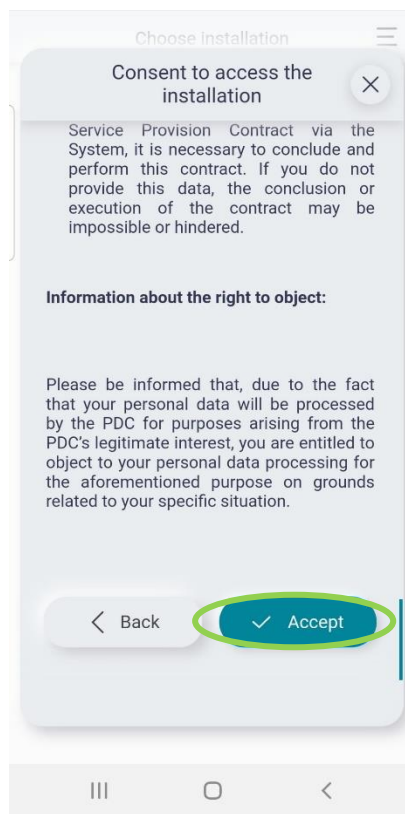 Choose installation
Consent to access the
installation
Service Provision Contract via the
System, it is necessary to conclude and
perform this contract. If you do not
provide this data, the conclusion or
execution of the contract may be
impossible or hindered.
Information about the right to object:
Please be informed that, due to the fact
that your personal data will be processed
by the PDC for purposes arising from the
PDC's legitimate interest, you are entitled to
object to your personal data processing for
the aforementioned purpose on grounds
related to your specific situation.
Back
Accept